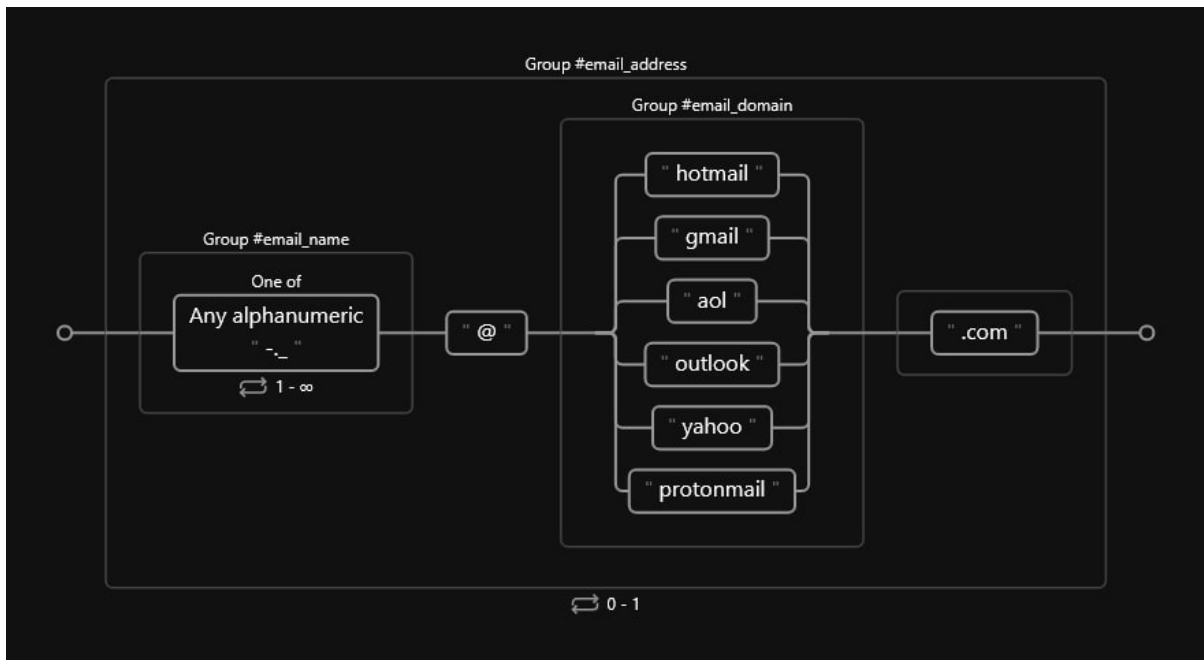 Group #email_address
Group #email_domain
" hotmail "
" gmail "
Group #email_name
One of
Any alphanumeric
" -._ "
1 - ∞
" @ "
" aol "
" outlook "
" yahoo "
" protonmail "
" .com "
0 - 1